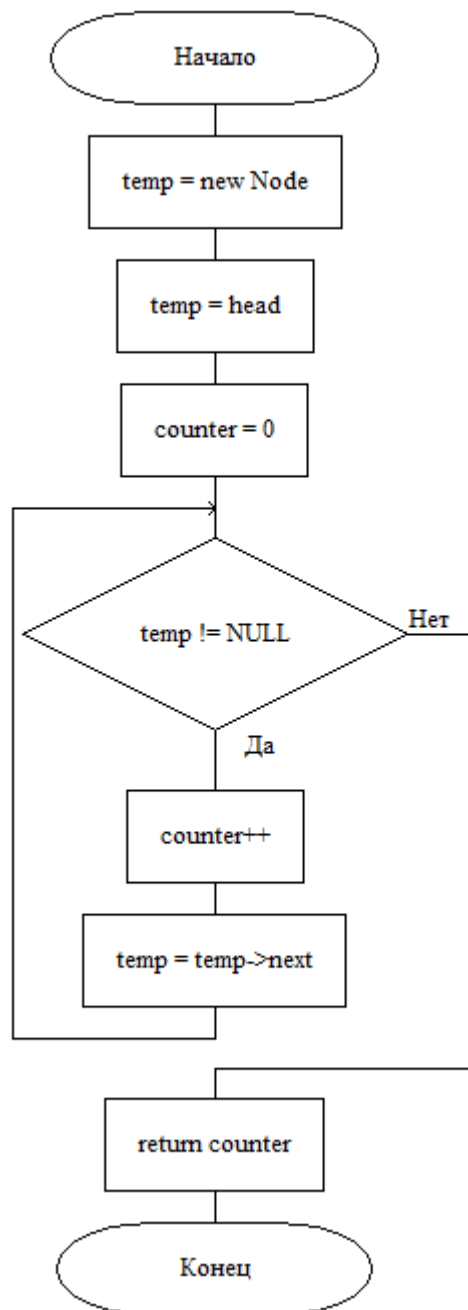 Начало
temp = new Node
temp = head
counter = 0
temp != NULL
Нет
Да
counter++
temp = temp->next
return counter
Конец